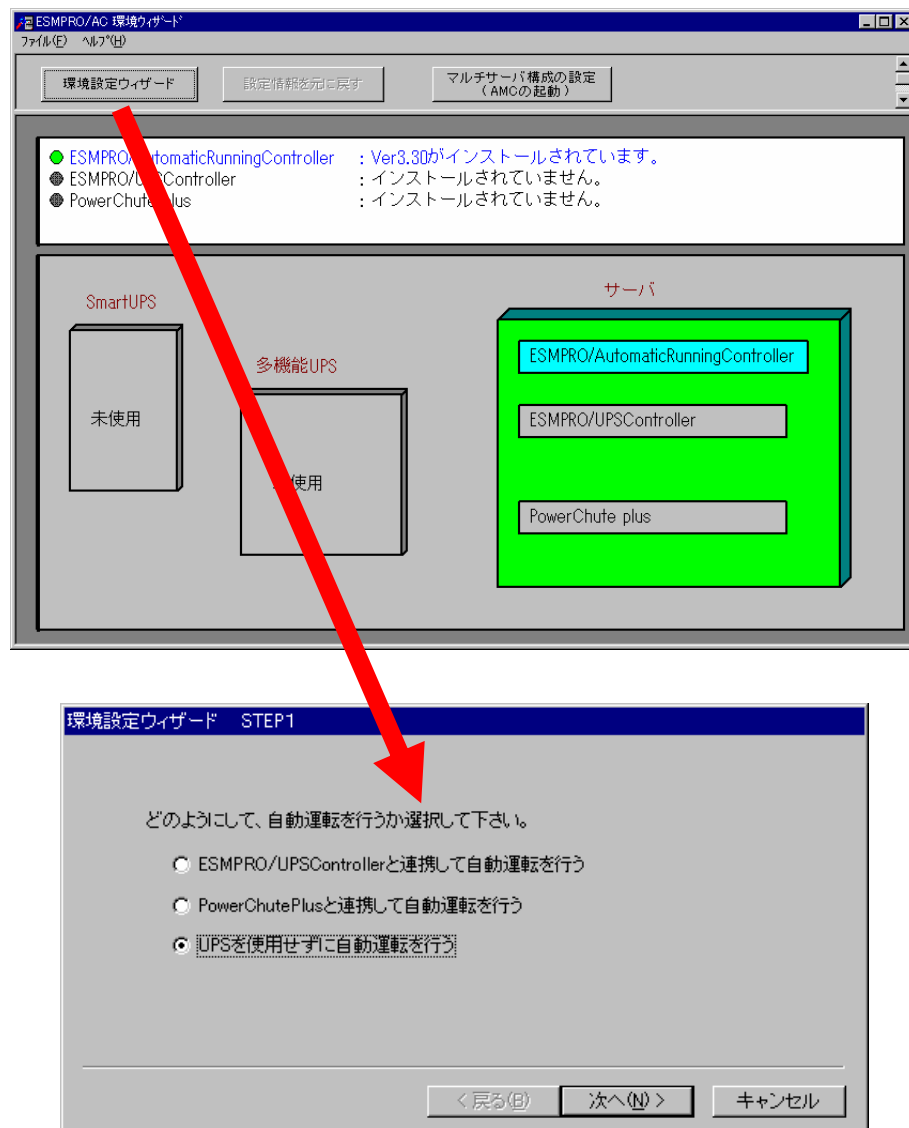 ESMPRO/AC 環境ウィザード
ファイル(F) ヘルプ(H)
環境設定ウィザード 設定情報を元に戻す マルチサーバ構成の設定
(AMCの起動)
ESMPRO/AutomaticRunningController : Ver3.30がインストールされています。
ESMPRO/UPSController : インストールされていません。
PowerChute plus : インストールされていません。
サーバ
SmartUPS
ESMPRO/AutomaticRunningController
多機能UPS
未使用
ESMPRO/UPSController
未使用
PowerChute plus
環境設定ウィザード STEP1
どのようにして、自動運転を行うか選択して下さい。
ESMPRO/UPSControllerと連携して自動運転を行う
PowerChutePlusと連携して自動運転を行う
UPSを使用せずに自動運転を行う
<戻る(B) 次へ(N)> キャンセル